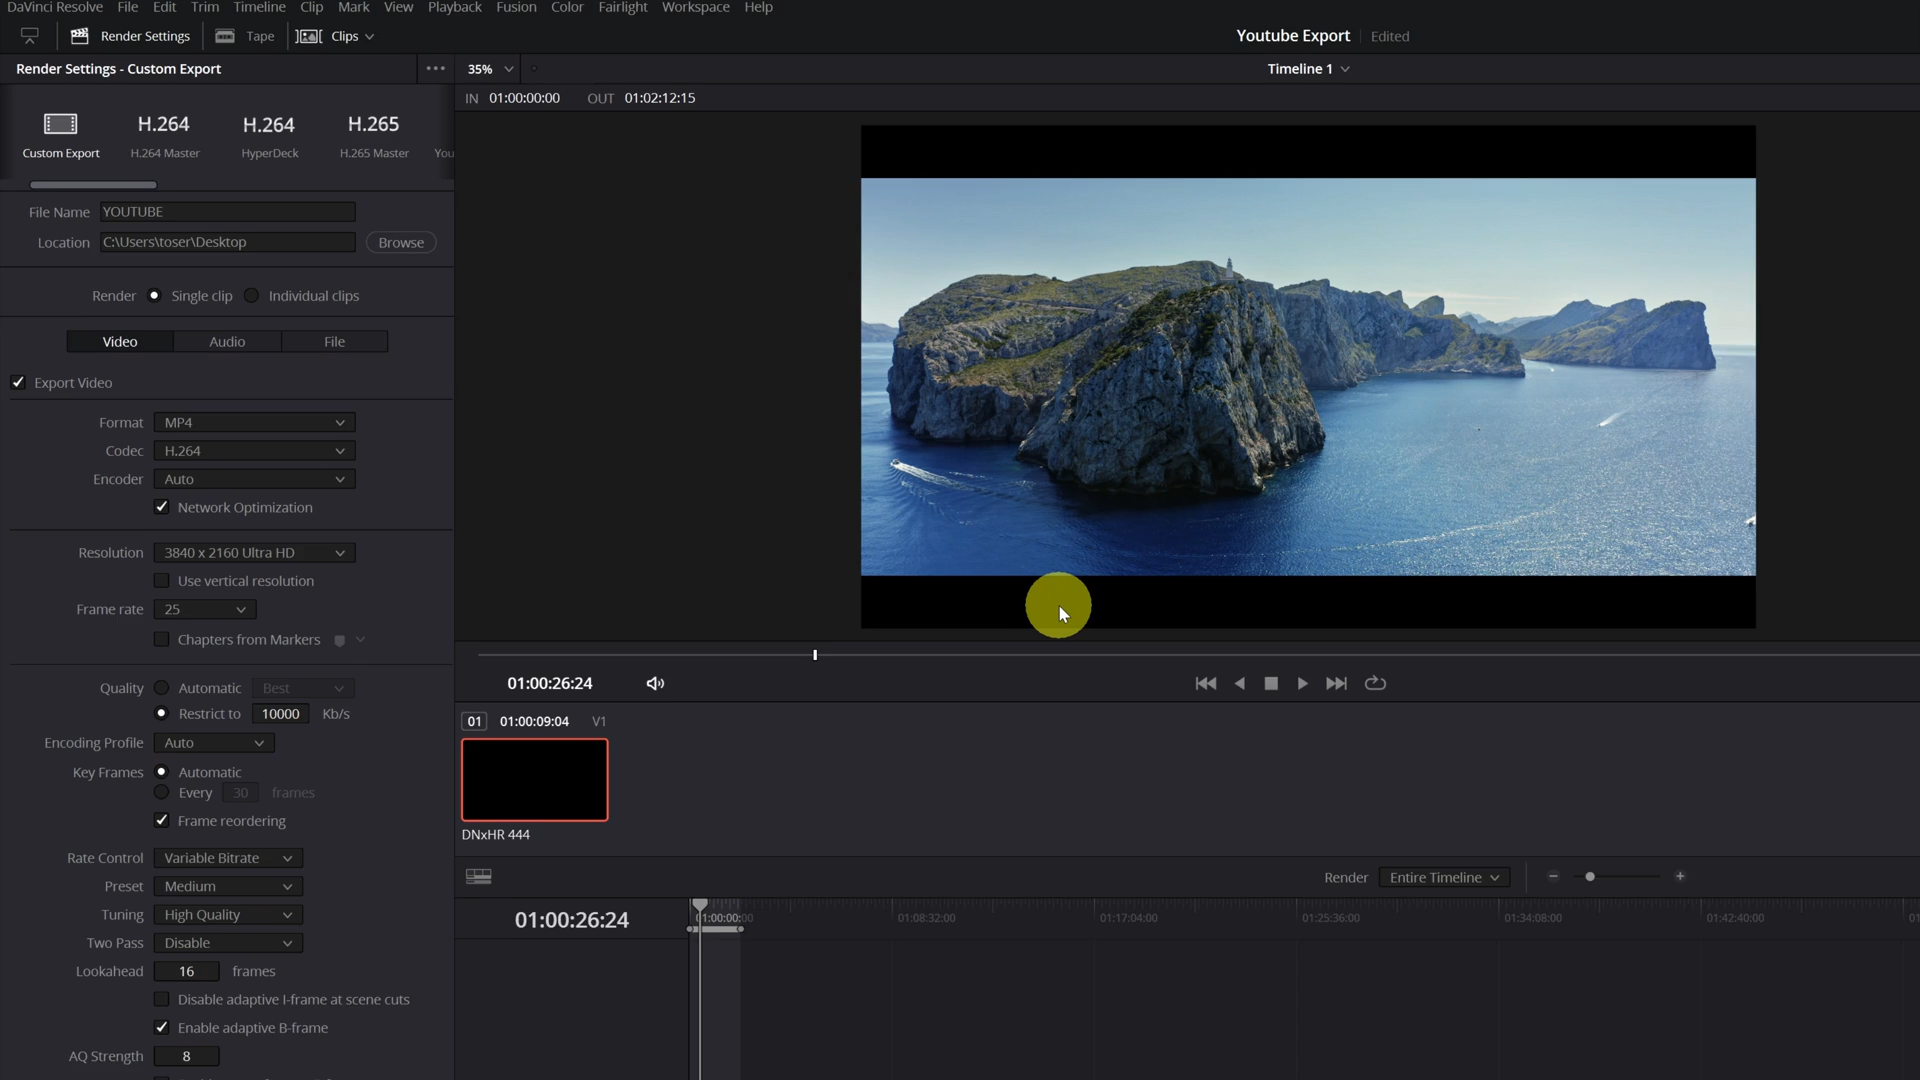 DaVinci Resolve File Edit Trim Timeline Clip Mark View Playback Fusion Color Fairlight Workspace Help
Render Settings Tape Clips Youtube Export Edited
Render Settings - Custom Export 35% Timeline 1
IN 01:00:00:00 OUT 01:02:12:15
H.264 H.264 H.265
Custom Export H.264 Master HyperDeck H.265 Master You
File Name YOUTUBE
Location C:\Users\toser\Desktop Browse
Render Single clip Individual clips
Video Audio File
Export Video
Format MP4
Codec H.264
Encoder Auto
Network Optimization
Resolution 3840 x 2160 Ultra HD
Use vertical resolution
Frame rate 25
Chapters from Markers
Quality Automatic Best
Restrict to 10000 Kb/s
Encoding Profile Auto
Key Frames Automatic
Every 30 frames
Frame reordering
Rate Control Variable Bitrate
Preset Medium
Tuning High Quality
Two Pass Disable
Lookahead 16 frames
Disable adaptive I-frame at scene cuts
Enable adaptive B-frame
AQ Strength 8
01:00:26:24
01 01:00:09:04 V1
DNxHR 444
Render Entire Timeline
01:00:26:24 01:00:00:00 01:08:32:00 01:17:04:00 01:25:36:00 01:34:08:00 01:42:40:00